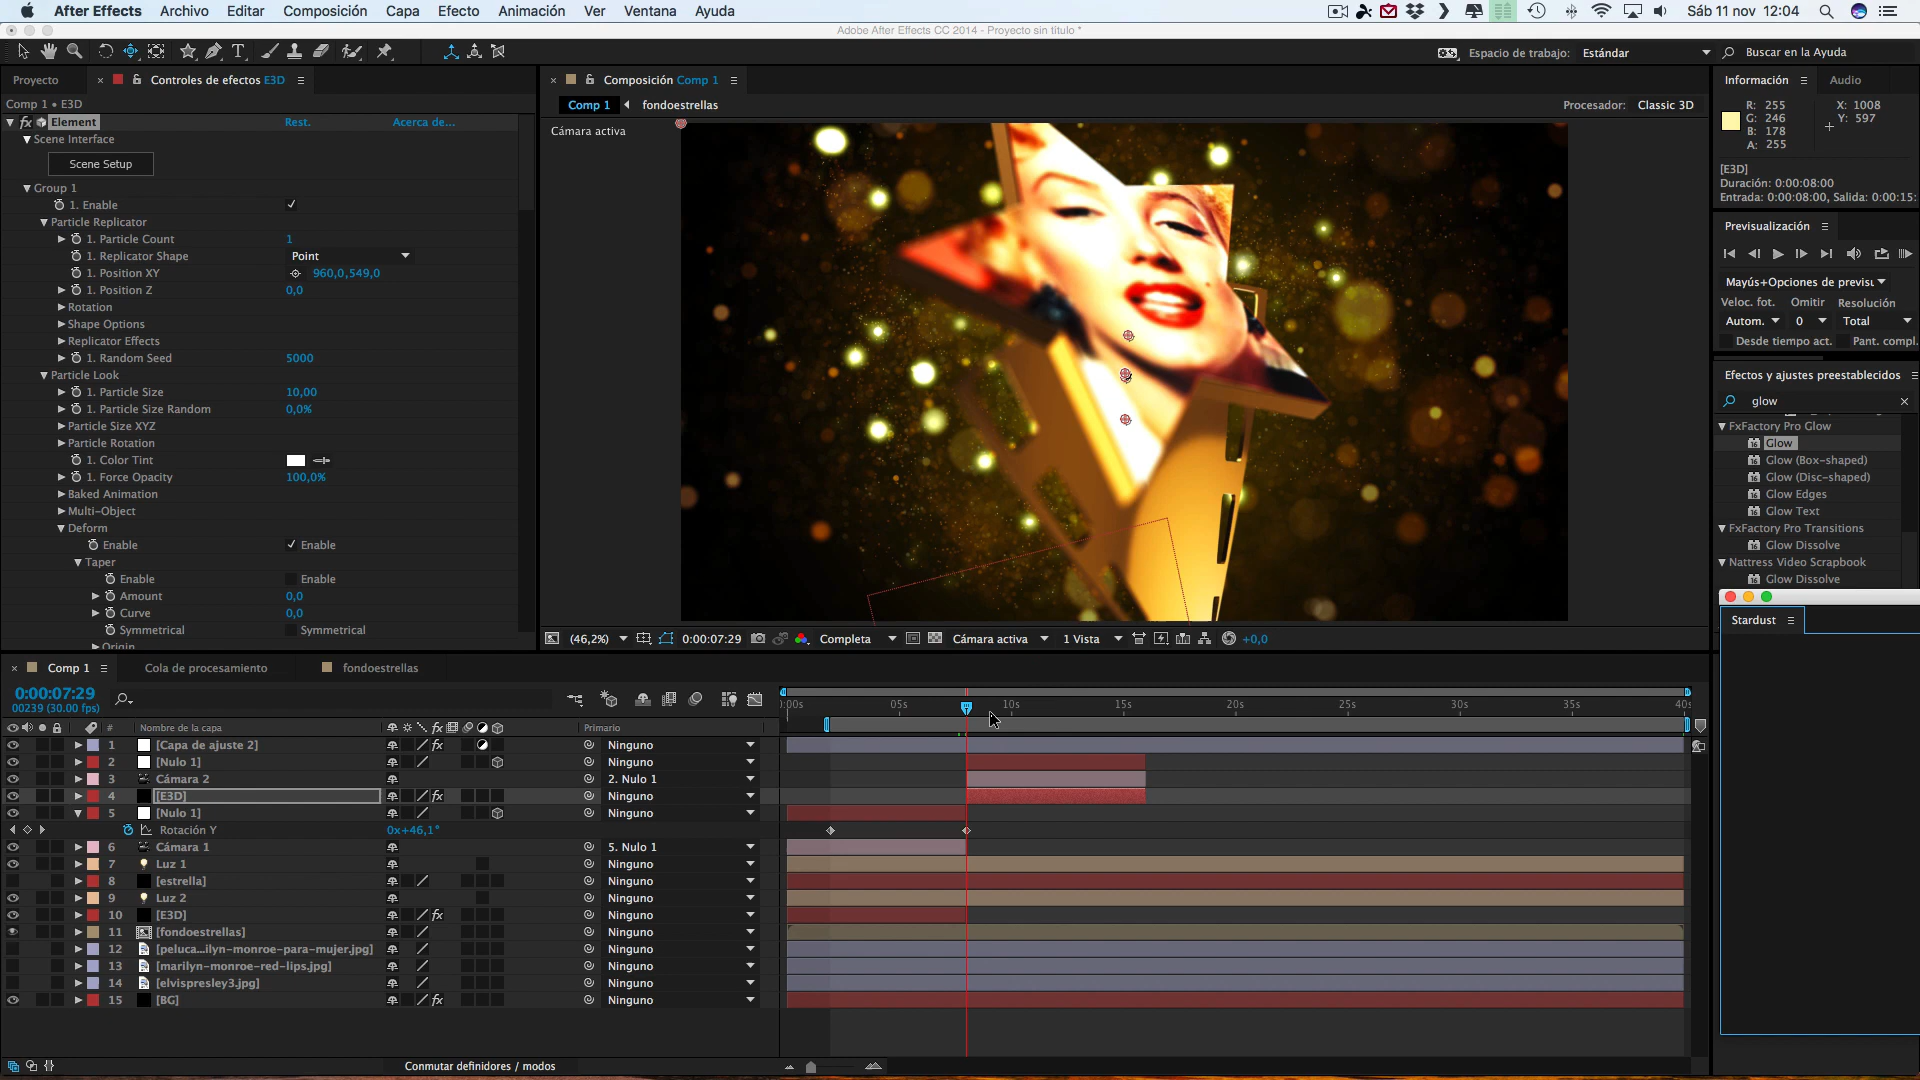 After Effects Archivo Editar Composición Capa Efecto Animación Ver Ventana Ayuda Sáb 11 nov 12:04
Adobe After Effects CC 2014 - Proyecto sin título *
Espacio de trabajo: Estándar Buscar en la Ayuda
Proyecto Controles de efectos E3D
Comp 1 • E3D
fx Element Rest. Acerca de...
Scene Interface
Scene Setup
Group 1
1. Enable
Particle Replicator
1. Particle Count 1
1. Replicator Shape Point
1. Position XY 960,0,549,0
1. Position Z 0,0
Rotation
Shape Options
Replicator Effects
1. Random Seed 5000
Particle Look
1. Particle Size 10,00
1. Particle Size Random 0,0%
Particle Size XYZ
Particle Rotation
1. Color Tint
1. Force Opacity 100,0%
Baked Animation
Multi-Object
Deform
Enable Enable
Taper
Enable Enable
Amount 0,0
Curve 0,0
Symmetrical Symmetrical
Origin
Composición Comp 1
Comp 1 fondoestrellas Procesador: Classic 3D
Cámara activa
(46,2%) 0:00:07:29 Completa Cámara activa 1 Vista +0,0
Información Audio
R: 255 X: 1008
G: 246 Y: 597
B: 178
A: 255
[E3D]
Duración: 0:00:08:00
Entrada: 0:00:08:00, Salida: 0:00:15:
Previsualización
Mayús+Opciones de previsu
Veloc. fot. Omitir Resolución
Autom. 0 Total
Desde tiempo act. Pant. compl.
Efectos y ajustes preestablecidos
glow
FxFactory Pro Glow
Glow
Glow (Box-shaped)
Glow (Disc-shaped)
Glow Edges
Glow Text
FxFactory Pro Transitions
Glow Dissolve
Nattress Video Scrapbook
Glow Dissolve
Stardust
Comp 1 Cola de procesamiento fondoestrellas
0:00:07:29
00239 (30.00 fps)
:00s 05s 10s 15s 20s 25s 30s 35s 40s
# Nombre de la capa fx Primario
1 [Capa de ajuste 2] fx Ninguno
2 [Nulo 1] Ninguno
3 Cámara 2 2. Nulo 1
4 [E3D] fx Ninguno
5 [Nulo 1] Ninguno
Rotación Y 0x+46,1°
6 Cámara 1 5. Nulo 1
7 Luz 1 Ninguno
8 [estrella] Ninguno
9 Luz 2 Ninguno
10 [E3D] fx Ninguno
11 [fondoestrellas] Ninguno
12 [peluca...ilyn-monroe-para-mujer.jpg] Ninguno
13 [marilyn-monroe-red-lips.jpg] Ninguno
14 [elvispresley3.jpg] Ninguno
15 [BG] fx Ninguno
Conmutar definidores / modos